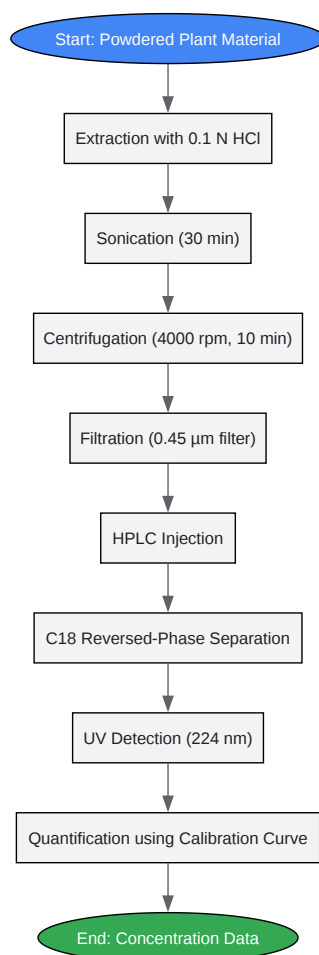 Start: Powdered Plant Material
Extraction with 0.1 N HCl
Sonication (30 min)
Centrifugation (4000 rpm, 10 min)
Filtration (0.45 µm filter)
HPLC Injection
C18 Reversed-Phase Separation
UV Detection (224 nm)
Quantification using Calibration Curve
End: Concentration Data